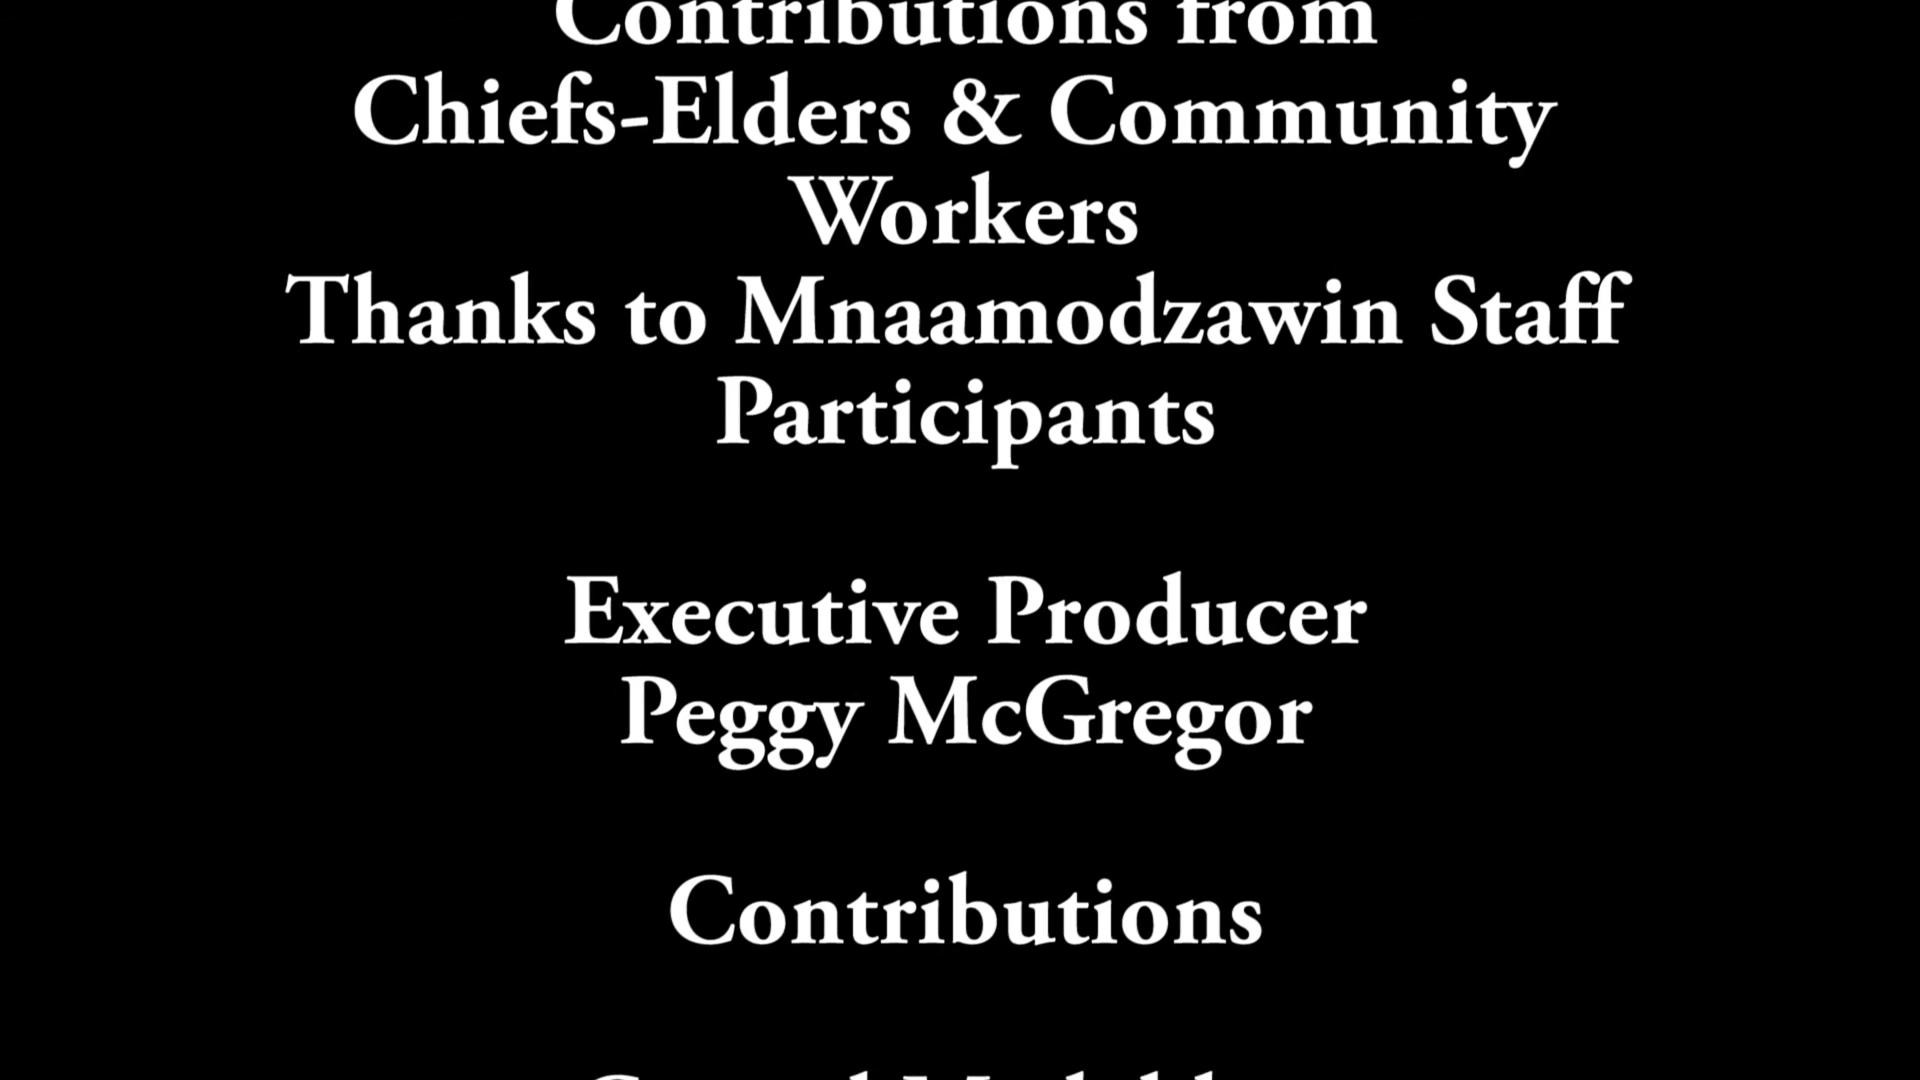 Contributions from
Chiefs-Elders & Community
Workers
Thanks to Mnaamodzawin Staff
Participants
Executive Producer
Peggy McGregor
Contributions